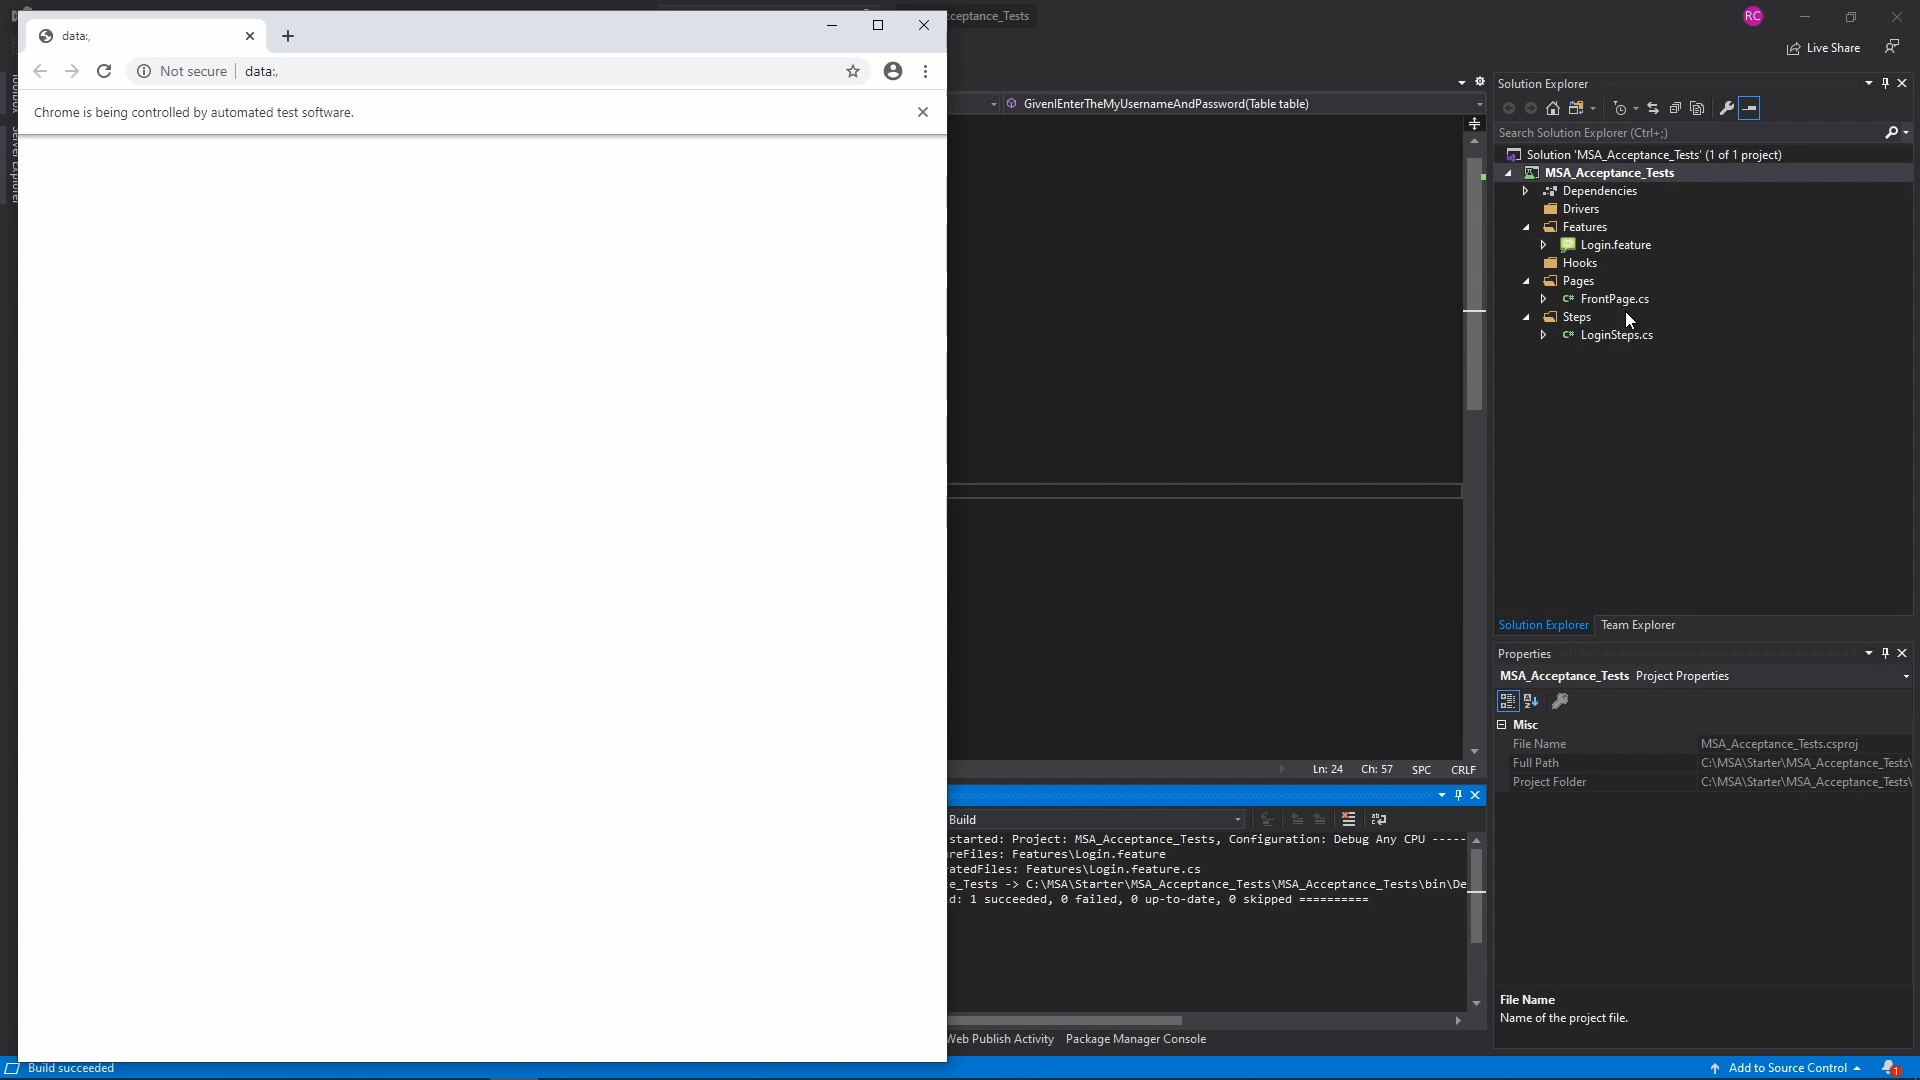 data:,
Not secure
data:,
Chrome is being controlled by automated test software.
cceptance_Tests
RC
Live Share
Server Explorer
GivenIEnterTheMyUsernameAndPassword(Table table)
Solution Explorer
Search Solution Explorer (Ctrl+;)
Solution 'MSA_Acceptance_Tests' (1 of 1 project)
MSA_Acceptance_Tests
Dependencies
Drivers
Features
Login.feature
Hooks
Pages
C# FrontPage.cs
Steps
C# LoginSteps.cs
Solution Explorer Team Explorer
Properties
MSA_Acceptance_Tests Project Properties
Misc
File Name MSA_Acceptance_Tests.csproj
Full Path C:\MSA\Starter\MSA_Acceptance_Tests\
Project Folder C:\MSA\Starter\MSA_Acceptance_Tests\
File Name
Name of the project file.
Ln: 24 Ch: 57 SPC CRLF
Build
started: Project: MSA_Acceptance_Tests, Configuration: Debug Any CPU -----
reFiles: Features\Login.feature
atedFiles: Features\Login.feature.cs
e_Tests -> C:\MSA\Starter\MSA_Acceptance_Tests\MSA_Acceptance_Tests\bin\De
d: 1 succeeded, 0 failed, 0 up-to-date, 0 skipped ==========
Web Publish Activity Package Manager Console
Build succeeded
Add to Source Control
1